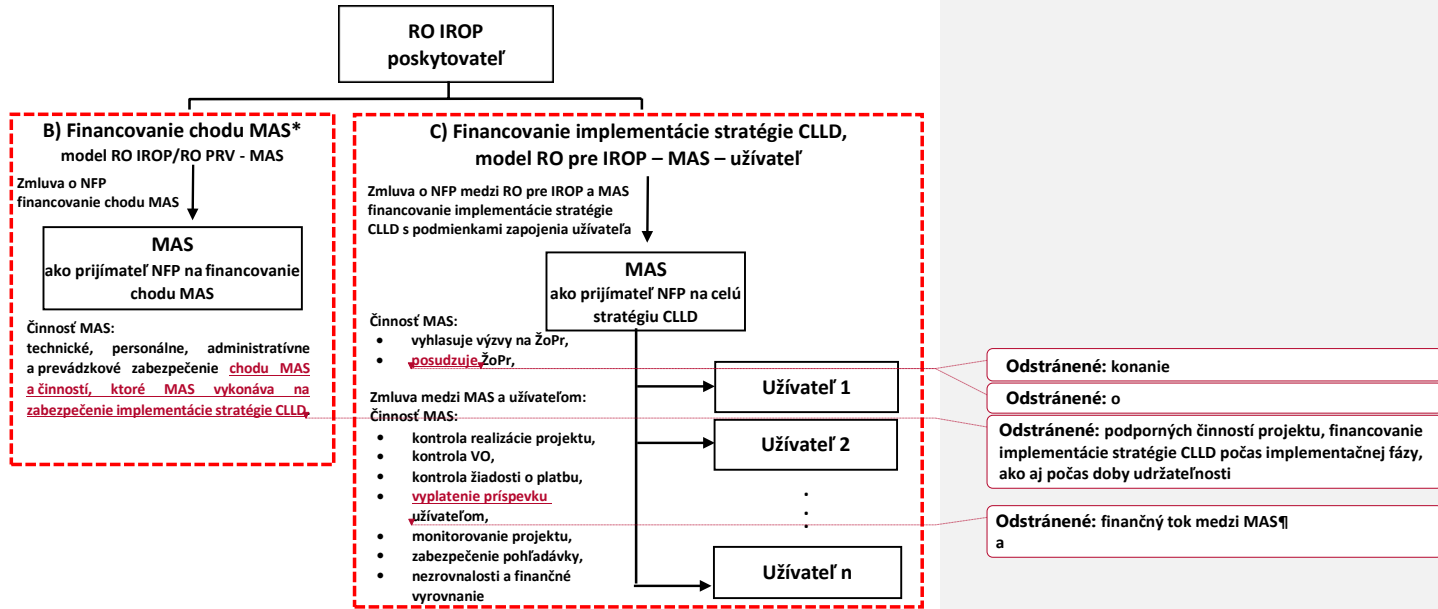 RO IROP
poskytovateľ
B) Financovanie chodu MAS*
model RO IROP/RO PRV - MAS
Zmluva o NFP
financovanie chodu MAS
MAS
ako prijímateľ NFP na financovanie
chodu MAS
Činnosť MAS:
technické, personálne, administratívne
a prevádzkové zabezpečenie chodu MAS
a činností, ktoré MAS vykonáva na
zabezpečenie implementácie stratégie CLLD.
C) Financovanie implementácie stratégie CLLD,
model RO pre IROP – MAS – užívateľ
Zmluva o NFP medzi RO pre IROP a MAS
financovanie implementácie stratégie
CLLD s podmienkami zapojenia užívateľa
MAS
ako prijímateľ NFP na celú
stratégiu CLLD
Činnosť MAS:
• vyhlasuje výzvy na ŽoPr,
• posudzuje ŽoPr,
Zmluva medzi MAS a užívateľom:
Činnosť MAS:
• kontrola realizácie projektu,
• kontrola VO,
• kontrola žiadosti o platbu,
• vyplatenie príspevku
užívateľom,
• monitorovanie projektu,
• zabezpečenie pohľadávky,
• nezrovnalosti a finančné
vyrovnanie
Užívateľ 1
Užívateľ 2
.
.
.
Užívateľ n
Odstránené: konanie
Odstránené: o
Odstránené: podporných činností projektu, financovanie
implementácie stratégie CLLD počas implementačnej fázy,
ako aj počas doby udržateľnosti
Odstránené: finančný tok medzi MAS¶
a